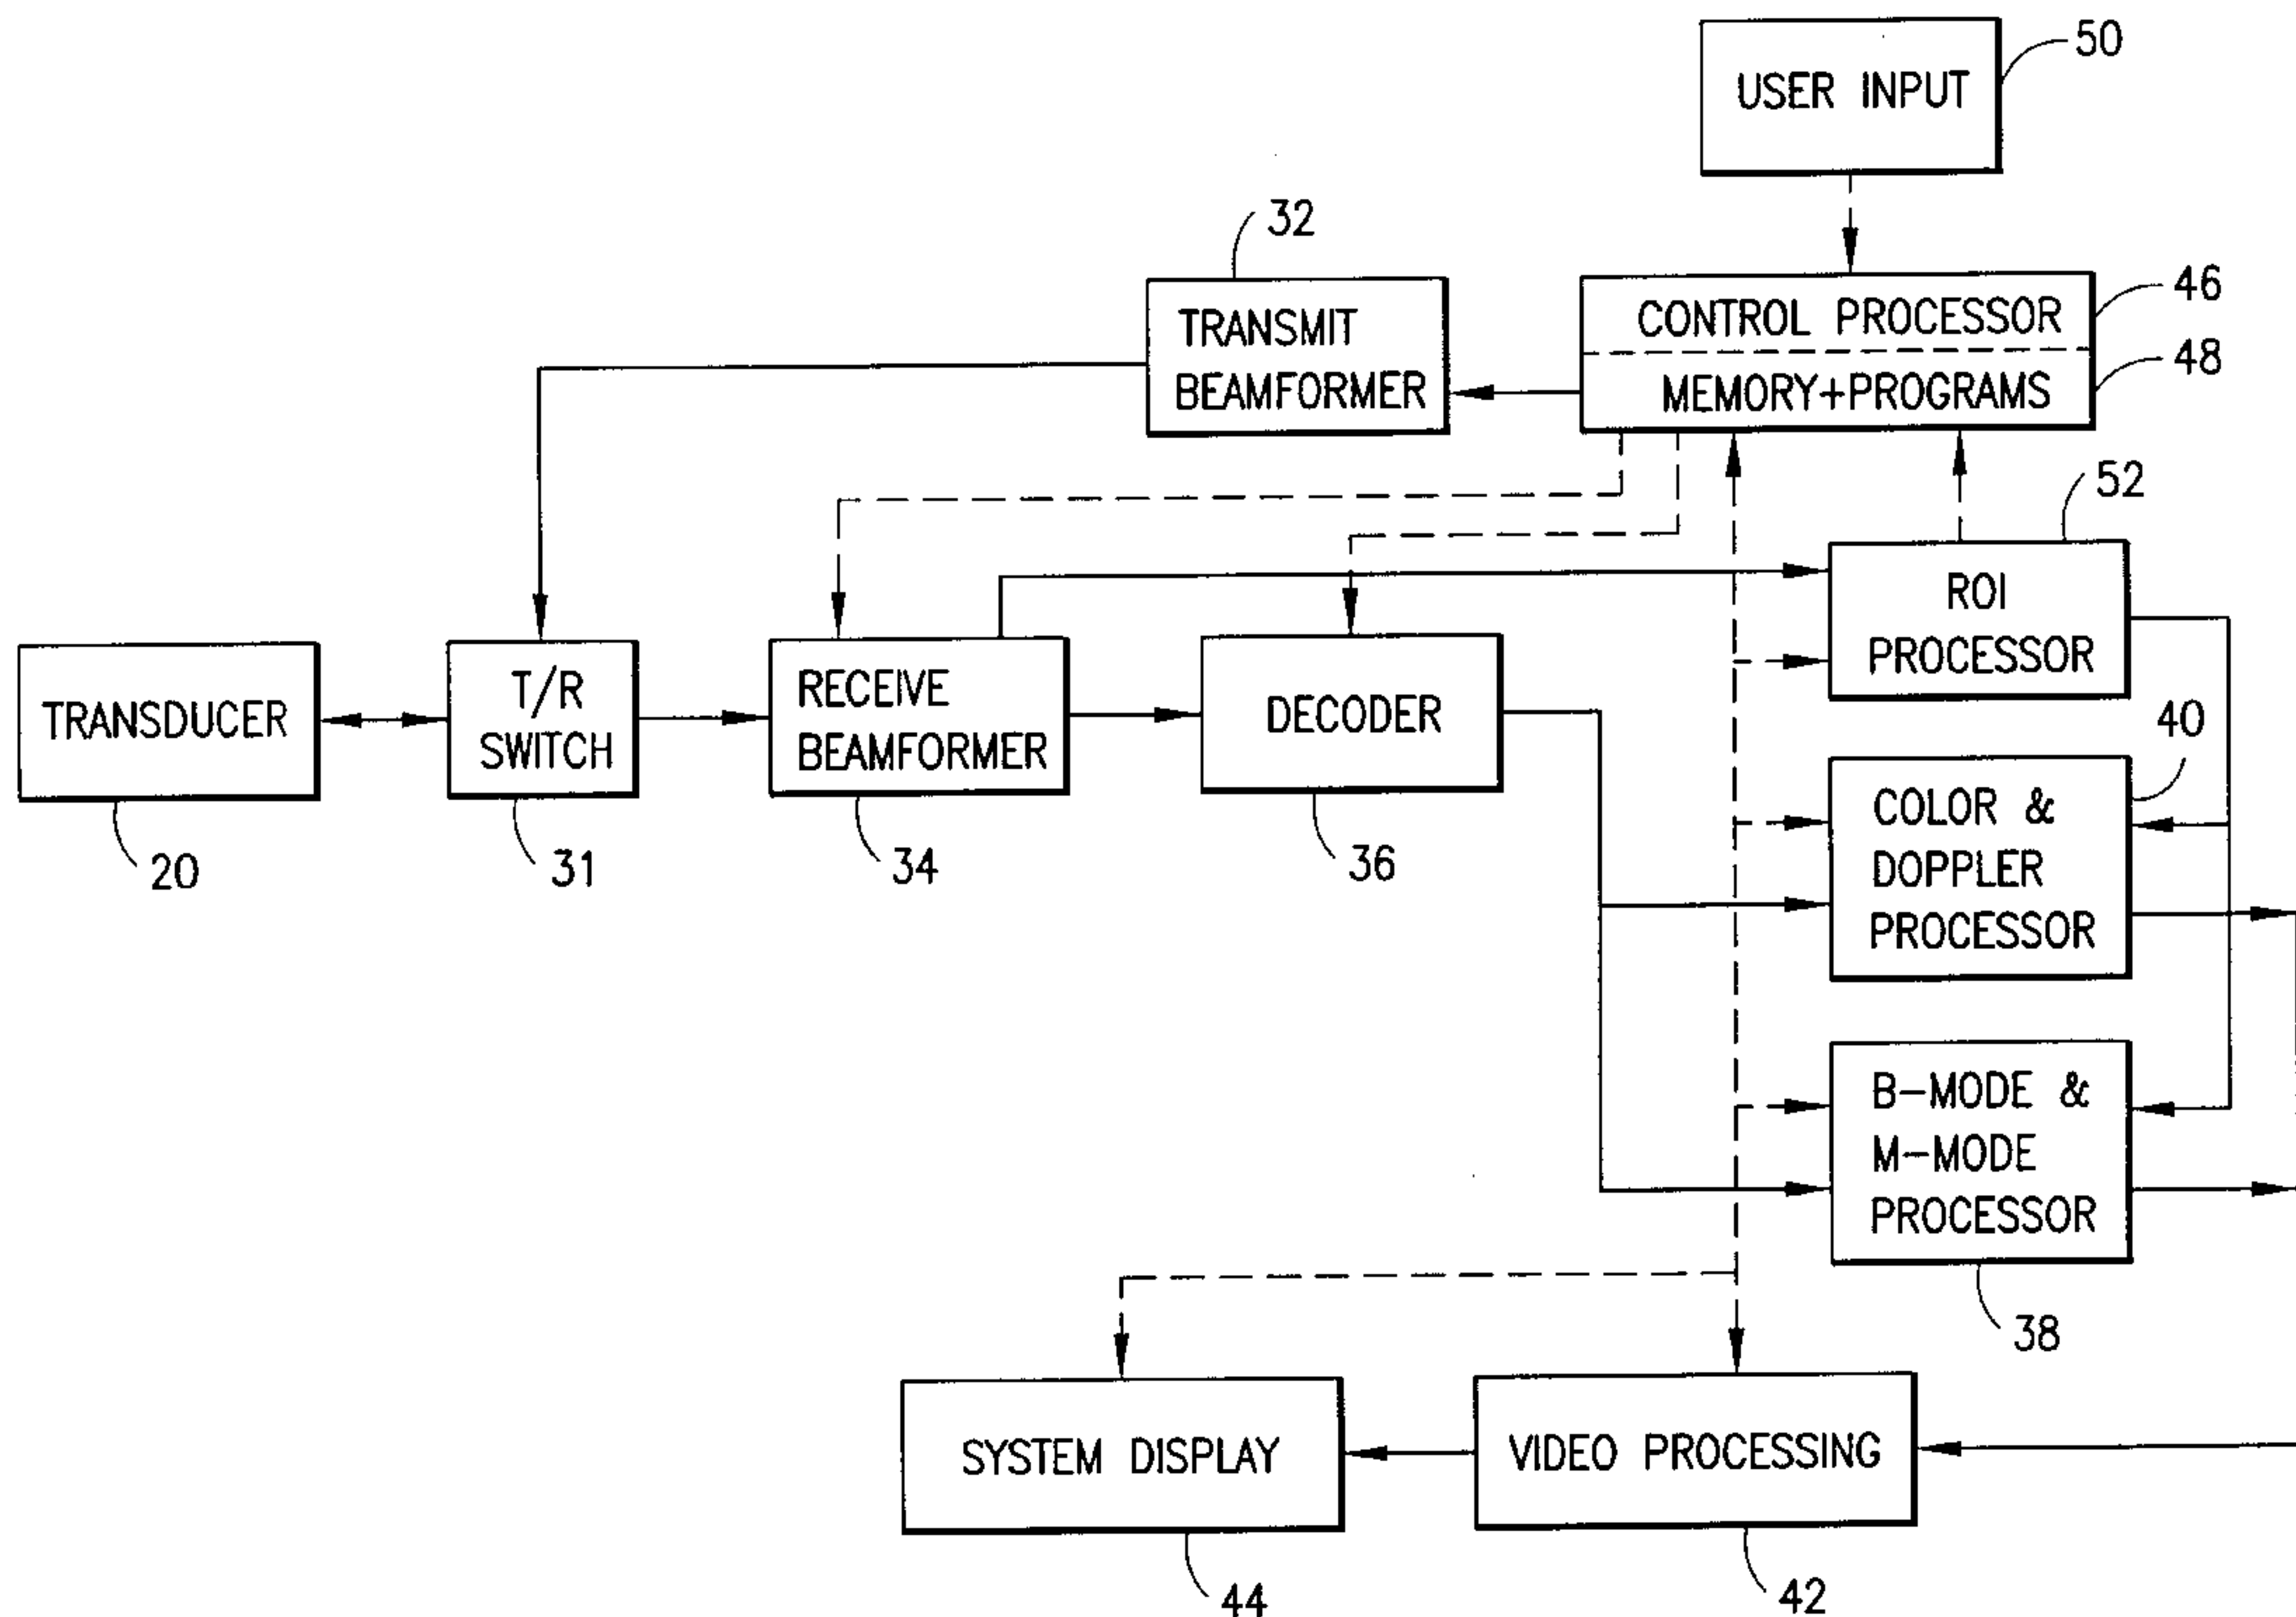 50
USER INPUT
32
TRANSMIT
BEAMFORMER
CONTROL PROCESSOR
46
MEMORY+PROGRAMS
48
52
ROI
PROCESSOR
TRANSDUCER
20
T/R
SWITCH
31
RECEIVE
BEAMFORMER
34
DECODER
36
40
COLOR &
DOPPLER
PROCESSOR
B-MODE &
M-MODE
PROCESSOR
38
SYSTEM DISPLAY
44
VIDEO PROCESSING
42